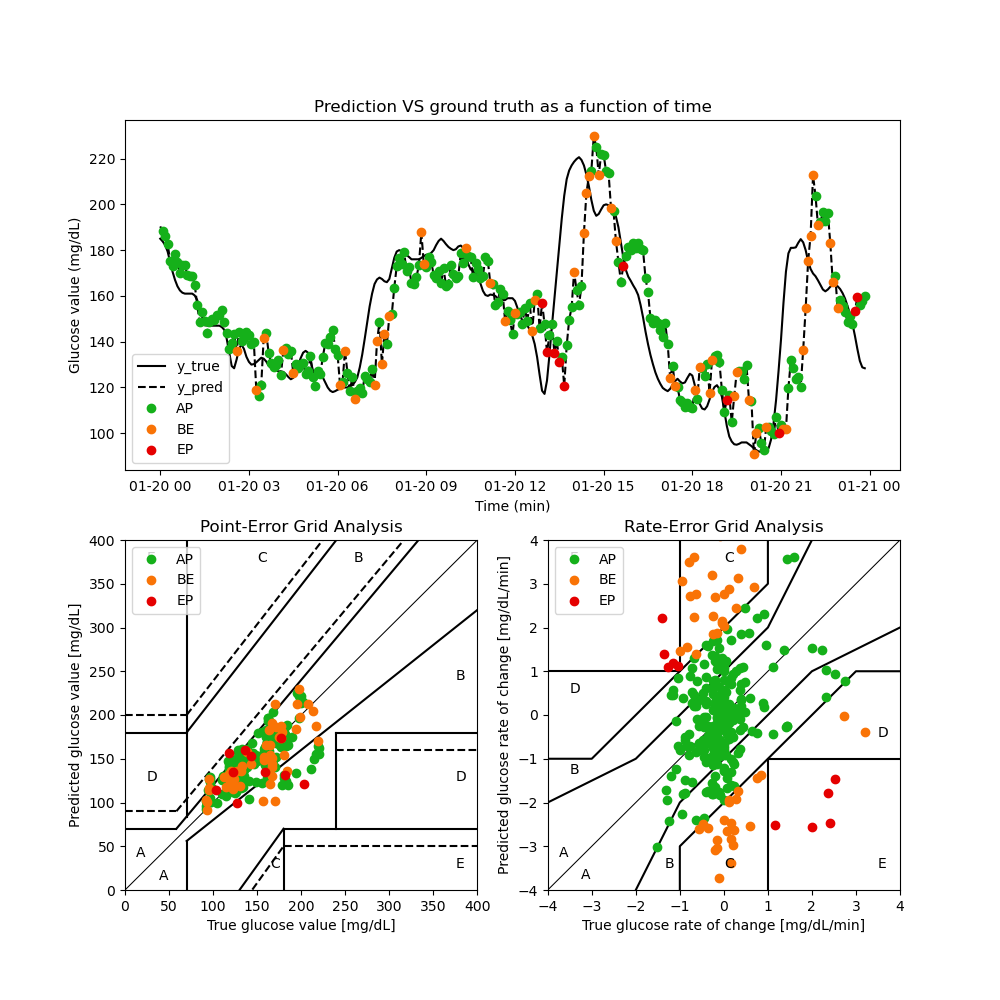 Prediction VS ground truth as a function of time
Glucose value (mg/dL)
220
200
180
160
140
120
100
y_true
y_pred
AP
BE
EP
01-20 00 01-20 03 01-20 06 01-20 09 01-20 12 01-20 15 01-20 18 01-20 21 01-21 00
Time (min)
Point-Error Grid Analysis
Predicted glucose value [mg/dL]
400
350
300
250
200
150
100
50
0
AP
BE
EP
C
B
B
D
D
A
A
C
E
0 50 100 150 200 250 300 350 400
True glucose value [mg/dL]
Rate-Error Grid Analysis
Predicted glucose rate of change [mg/dL/min]
4
3
2
1
0
−1
−2
−3
−4
AP
BE
EP
C
D
D
B
A
A
B
C
E
−4 −3 −2 −1 0 1 2 3 4
True glucose rate of change [mg/dL/min]